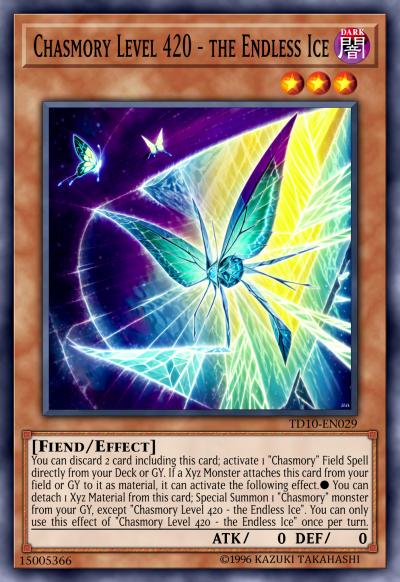 CHASMORY LEVEL 420 - THE ENDLESS ICE
DARK
闇
TD10-EN029
[FIEND/EFFECT]
You can discard 2 card including this card; activate 1 "Chasmory" Field Spell
directly from your Deck or GY. If a Xyz Monster attaches this card from your
field or GY to it as material, it can activate the following effect.● You can
detach 1 Xyz Material from this card; Special Summon 1 "Chasmory" monster
from your GY, except "Chasmory Level 420 - the Endless Ice". You can only
use this effect of "Chasmory Level 420 - the Endless Ice" once per turn.
ATK/ 0 DEF/ 0
15005366
©1996 KAZUKI TAKAHASHI